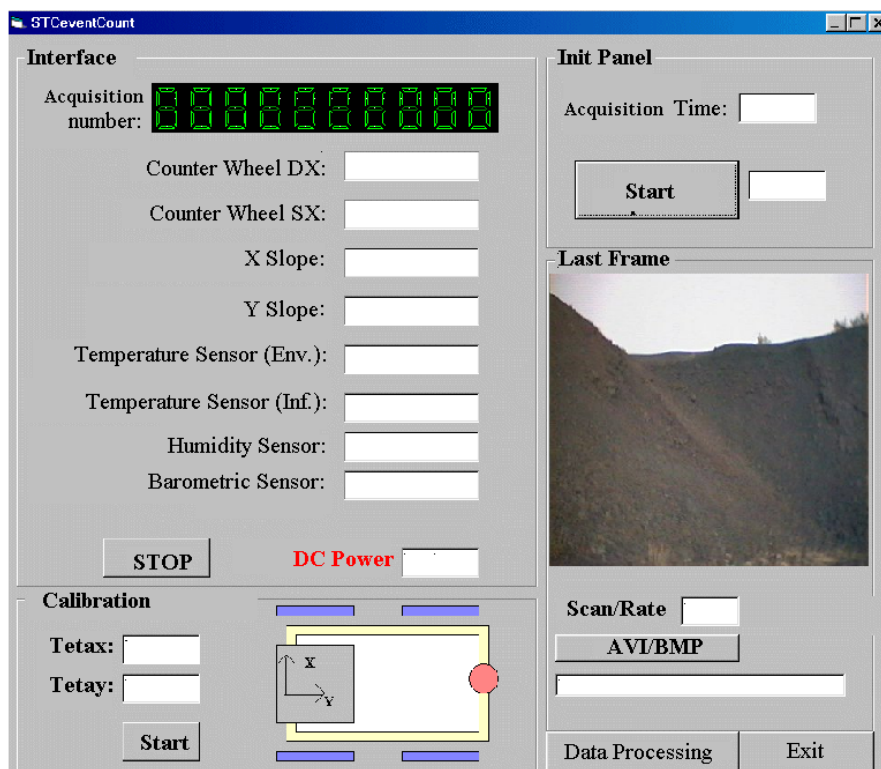 STCeventCount
Interface
Acquisition
number:
Counter Wheel DX:
Counter Wheel SX:
X Slope:
Y Slope:
Temperature Sensor (Env.):
Temperature Sensor (Inf.):
Humidity Sensor:
Barometric Sensor:
STOP
DC Power
Init Panel
Acquisition Time:
Start
Last Frame
Calibration
Tetax:
Tetay:
Start
X
Y
Scan/Rate
AVI/BMP
Data Processing
Exit